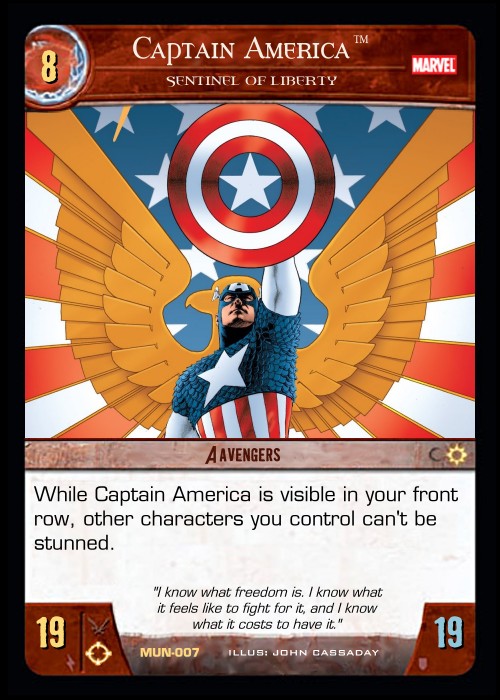 8
CAPTAIN AMERICA™
SENTINEL OF LIBERTY
MARVEL
A AVENGERS
While Captain America is visible in your front
row, other characters you control can't be
stunned.
"I know what freedom is. I know what
it feels like to fight for it, and I know
what it costs to have it."
19
19
MUN-007 ILLUS: JOHN CASSADAY